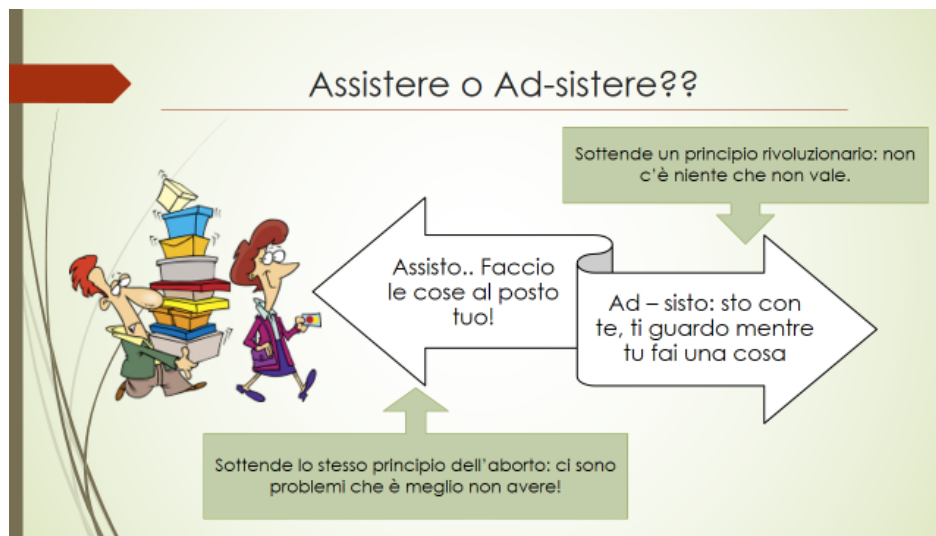 Assistere o Ad-sistere??
Sottende un principio rivoluzionario: non
c'è niente che non vale.
Assisto.. Faccio
le cose al posto
tuo!
Ad – sisto: sto con
te, ti guardo mentre
tu fai una cosa
Sottende lo stesso principio dell'aborto: ci sono
problemi che è meglio non avere!